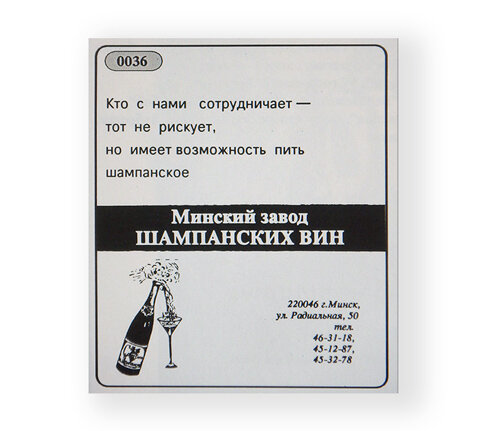 0036
Кто с нами сотрудничает —
тот не рискует,
но имеет возможность пить
шампанское
Минский завод
ШАМПАНСКИХ ВИН
220046 г.Минск,
ул. Радиальная, 50
тел.
46-31-18,
45-12-87,
45-32-78